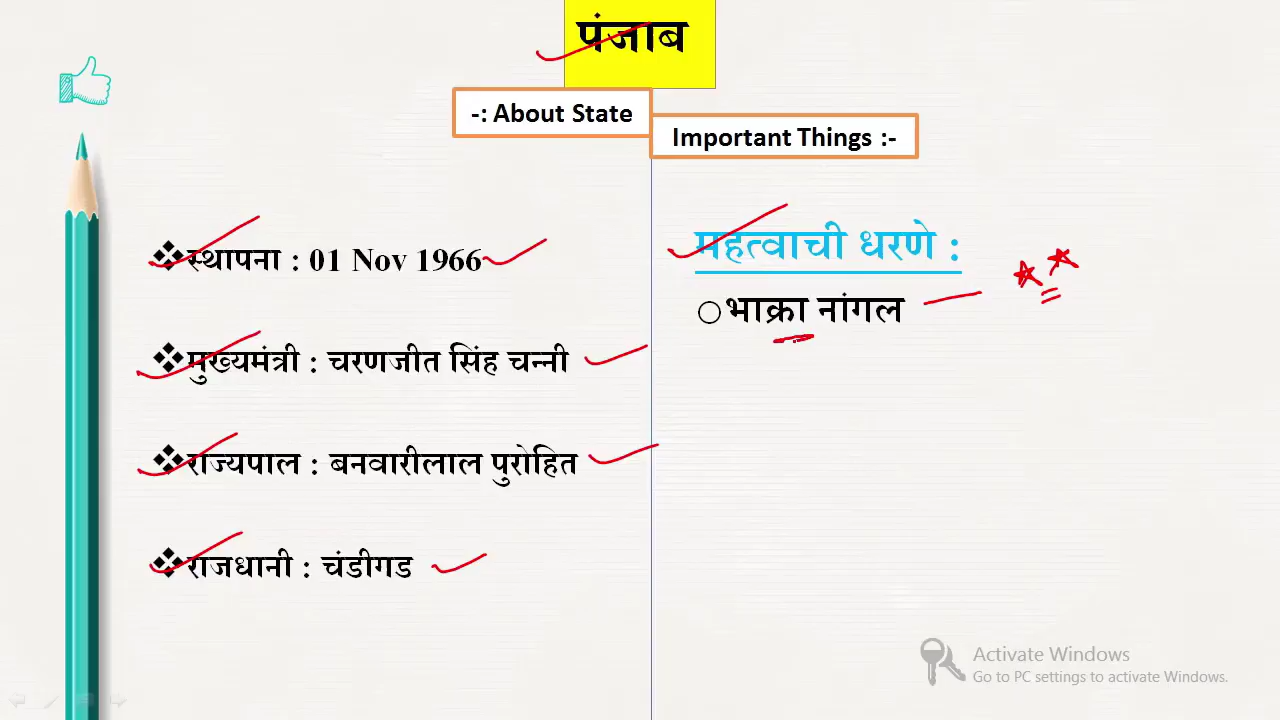 पंजाब
-: About State
Important Things :-
❖स्थापना : 01 Nov 1966
❖मुख्यमंत्री : चरणजीत सिंह चन्नी
❖राज्यपाल : बनवारीलाल पुरोहित
❖राजधानी : चंडीगड
महत्वाची धरणे :
○भाक्रा नांगल
Activate Windows
Go to PC settings to activate Windows.